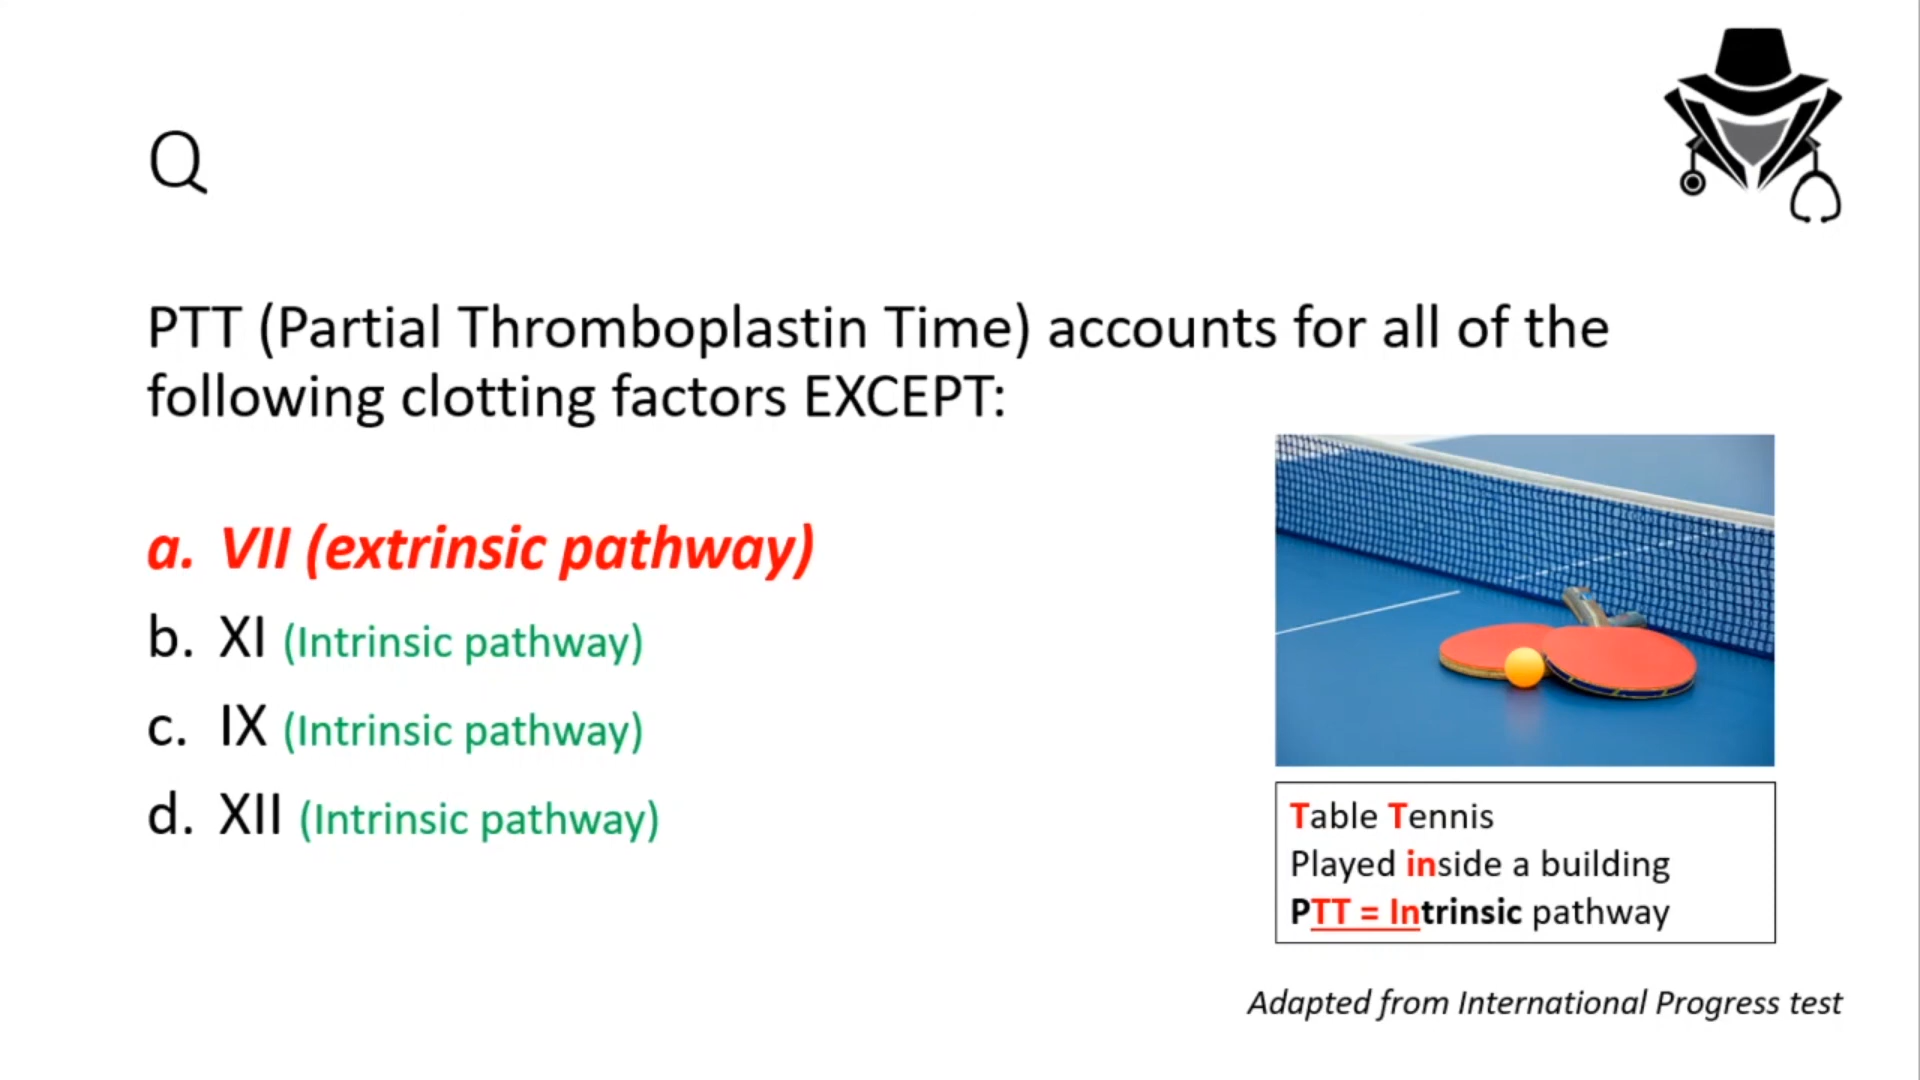 Q
PTT (Partial Thromboplastin Time) accounts for all of the
following clotting factors EXCEPT:
a. VII (extrinsic pathway)
b. XI (Intrinsic pathway)
c. IX (Intrinsic pathway)
d. XII (Intrinsic pathway)
Table Tennis
Played inside a building
PTT = Intrinsic pathway
Adapted from International Progress test